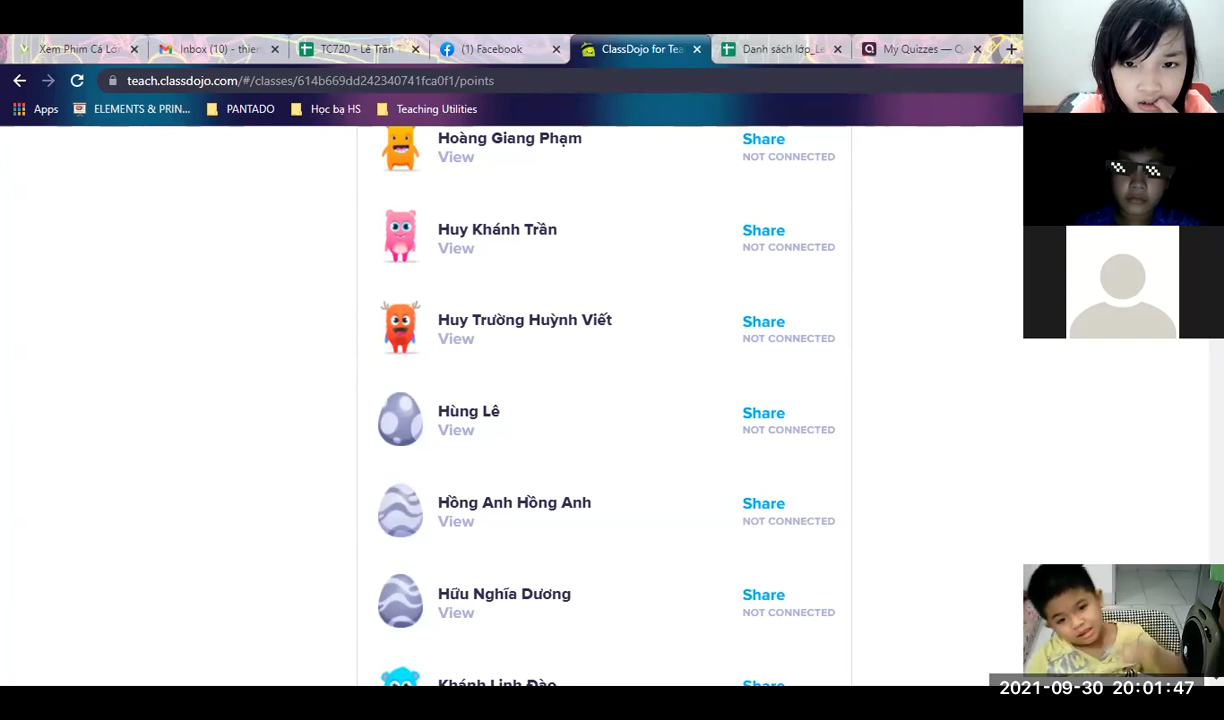 Xem Phim Cá Lớn
Inbox (10) - thien
TC720 - Lê Trần T
(1) Facebook
ClassDojo for Tea
Danh sách lớp_Le
My Quizzes — Q
teach.classdojo.com/#/classes/614b669dd242340741fca0f1/points
Apps
ELEMENTS & PRIN...
PANTADO
Học bạ HS
Teaching Utilities
Hoàng Giang Phạm
Share
View
NOT CONNECTED
Huy Khánh Trần
Share
View
NOT CONNECTED
Huy Trường Huỳnh Viết
Share
View
NOT CONNECTED
Hùng Lê
Share
View
NOT CONNECTED
Hồng Anh Hồng Anh
Share
View
NOT CONNECTED
Hữu Nghĩa Dương
Share
View
NOT CONNECTED
Khánh Linh Đào
Share
2021-09-30 20:01:47